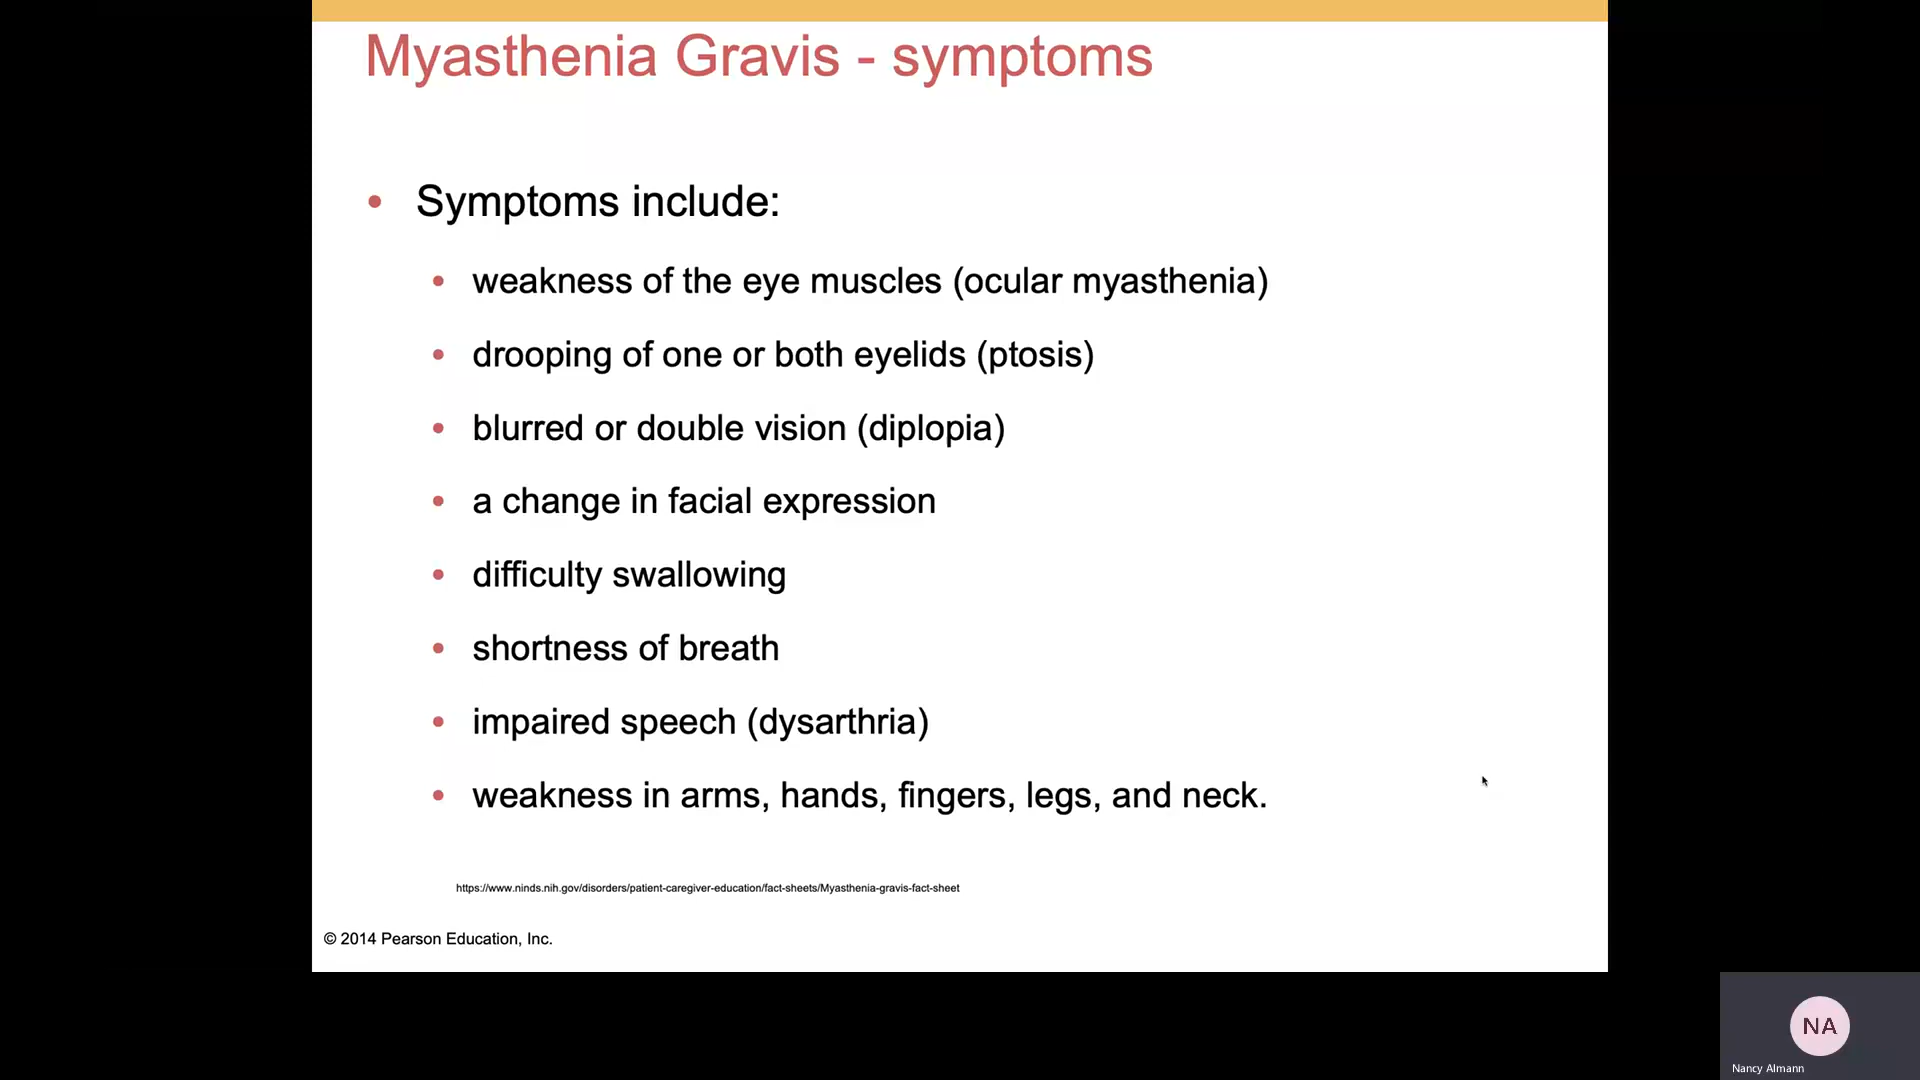 Myasthenia Gravis - symptoms
• Symptoms include:
• weakness of the eye muscles (ocular myasthenia)
• drooping of one or both eyelids (ptosis)
• blurred or double vision (diplopia)
• a change in facial expression
• difficulty swallowing
• shortness of breath
• impaired speech (dysarthria)
• weakness in arms, hands, fingers, legs, and neck.
https://www.ninds.nih.gov/disorders/patient-caregiver-education/fact-sheets/Myasthenia-gravis-fact-sheet
© 2014 Pearson Education, Inc.
NA
Nancy Almann